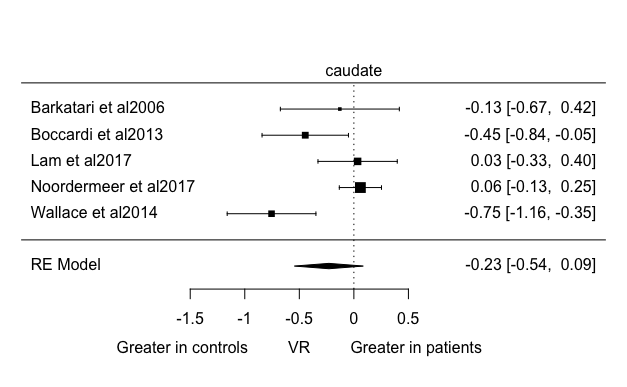 caudate
Barkatari et al2006 -0.13 [-0.67, 0.42]
Boccardi et al2013 -0.45 [-0.84, -0.05]
Lam et al2017 0.03 [-0.33, 0.40]
Noordermeer et al2017 0.06 [-0.13, 0.25]
Wallace et al2014 -0.75 [-1.16, -0.35]
RE Model -0.23 [-0.54, 0.09]
-1.5 -1 -0.5 0 0.5
Greater in controls VR Greater in patients